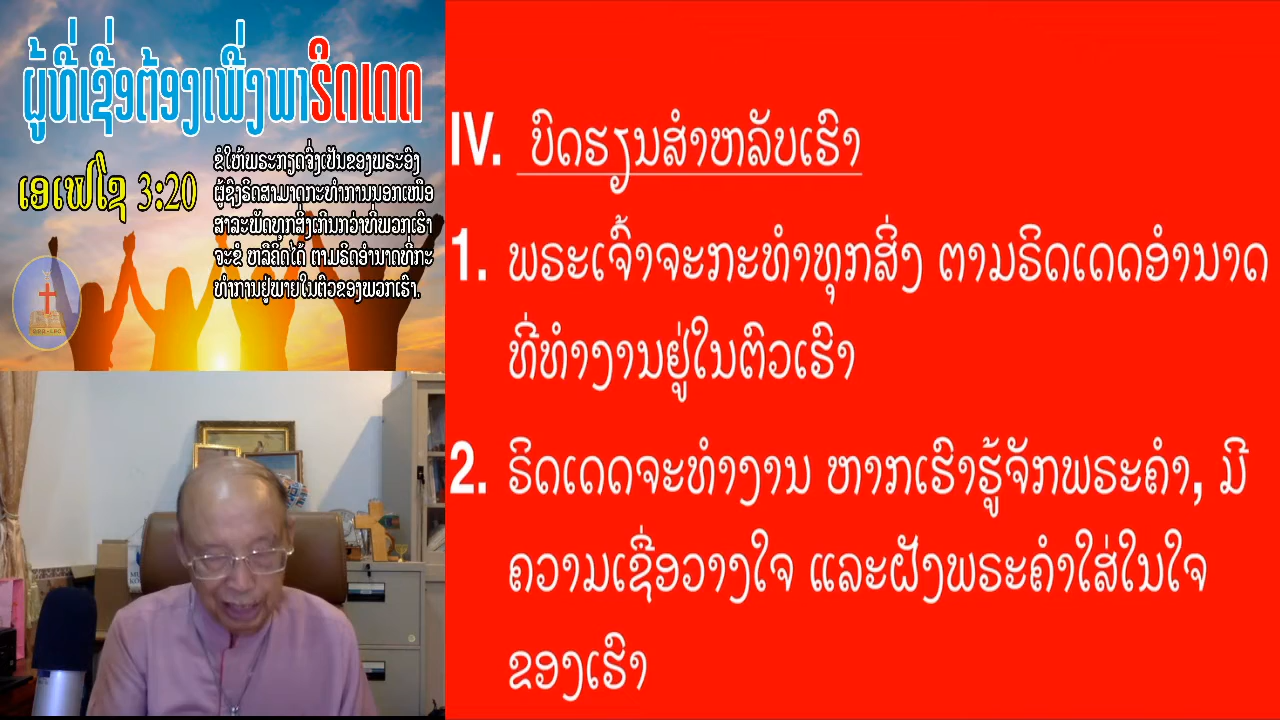 ຜູ້ທີ່ເຊື່ອຕ້ອງເພິ່ງພາຣິດເດດ
ເອເຟໂຊ 3:20
ຂໍໃຫ້ພຣະກຽດຈົ່ງເປັນຂອງພຣະອົງ
ຜູ້ຊົງຣິດສາມາດກະທຳການນອກເໜືອ
ສາລະພັດທຸກສິ່ງເກີນກວ່າທີ່ພວກເຮົາ
ຈະຂໍ ຫລືຄິດໄດ້ ຕາມຣິດອຳນາດທີ່ກະ
ທຳການຢູ່ພາຍໃນຕົວຂອງພວກເຮົາ.
IV. ບົດຮຽນສຳຫລັບເຮົາ
1. ພຣະເຈົ້າຈະກະທຳທຸກສິ່ງ ຕາມຣິດເດດອຳນາດ
ທີ່ທຳງານຢູ່ໃນຕົວເຮົາ
2. ຣິດເດດຈະທຳງານ ຫາກເຮົາຮູ້ຈັກພຣະຄຳ, ມີ
ຄວາມເຊື່ອວາງໃຈ ແລະຝັງພຣະຄຳໃສ່ໃນໃຈ
ຂອງເຮົາ